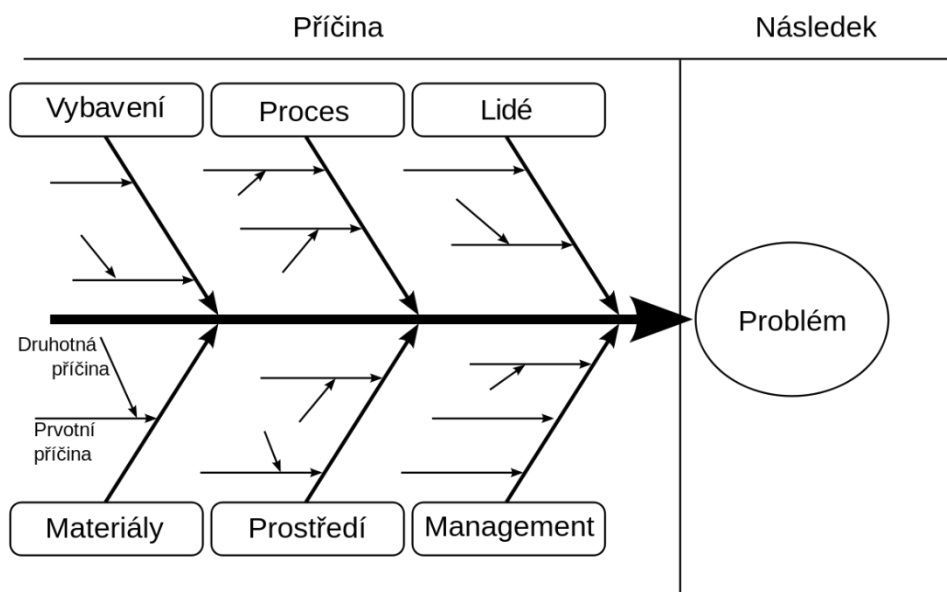 Příčina
Následek
Vybavení
Proces
Lidé
Problém
Druhotná
příčina
Prvotní
příčina
Materiály
Prostředí
Management